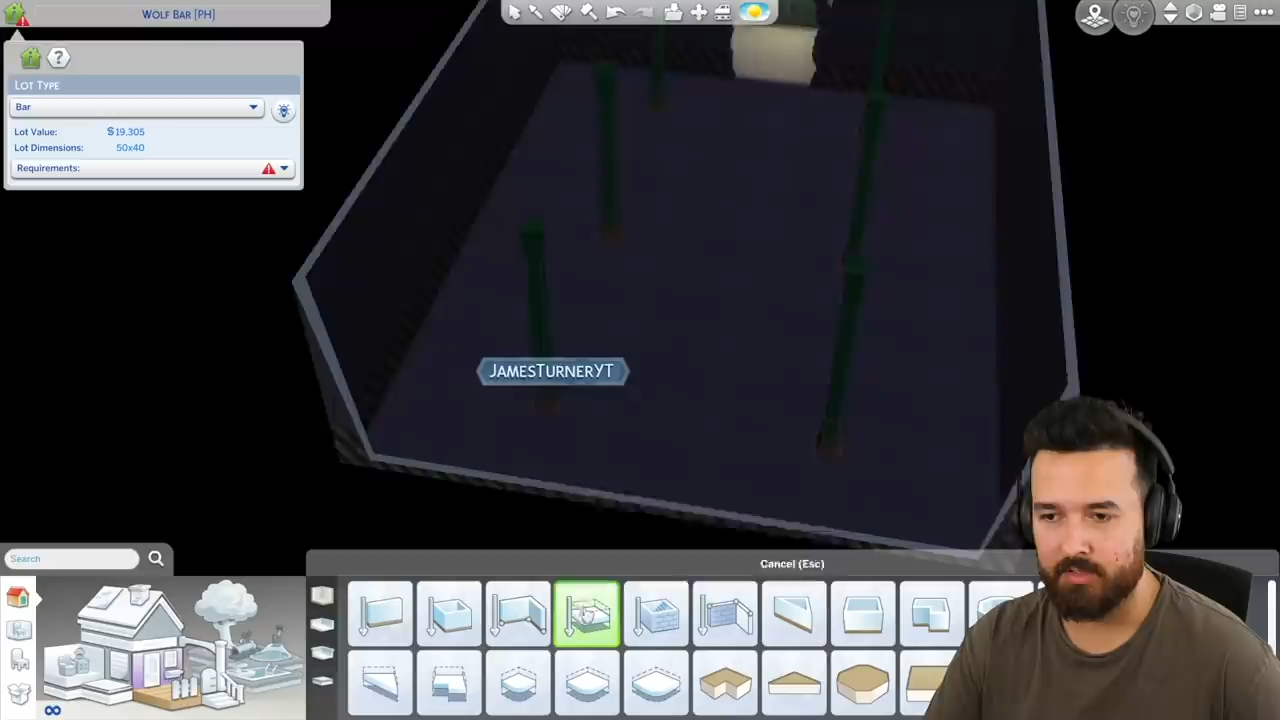 WOLF BAR [PH]
?
LOT TYPE
Bar
Lot Value: §19,305
Lot Dimensions: 50x40
Requirements:
JAMESTURNERYT
Cancel (Esc)
Search